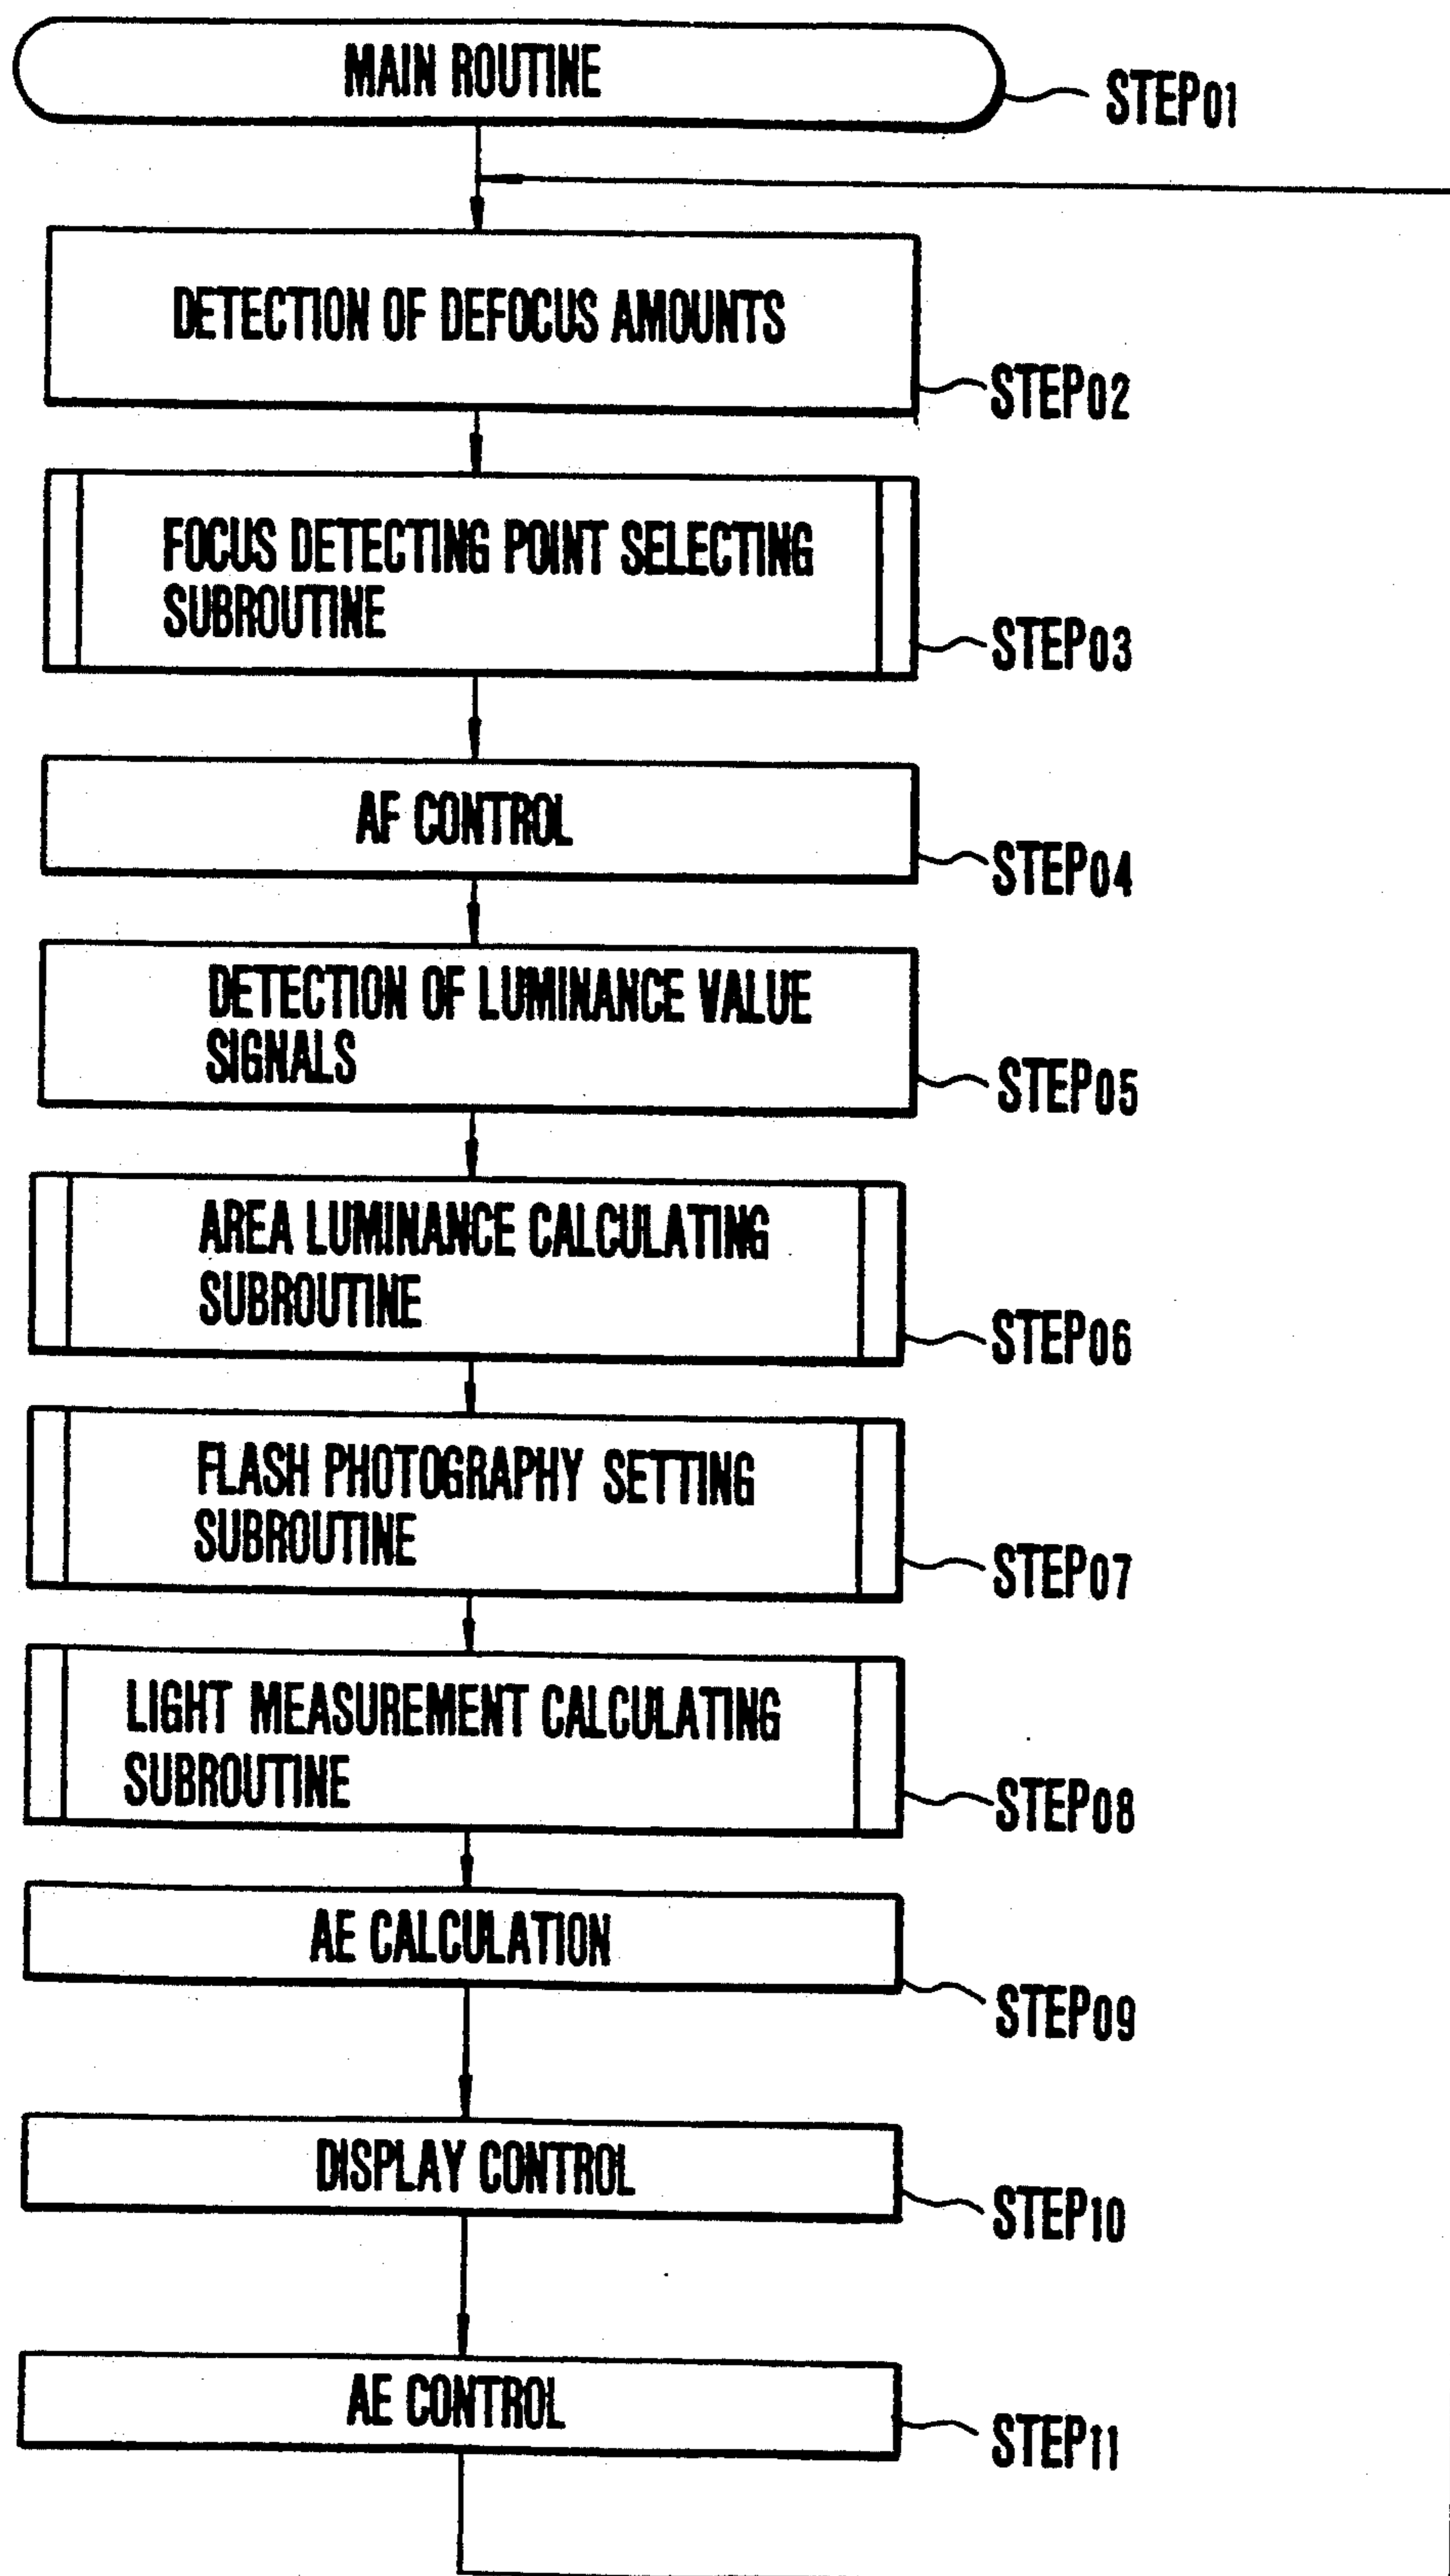 MAIN ROUTINE
STEP01
DETECTION OF DEFOCUS AMOUNTS
STEP02
FOCUS DETECTING POINT SELECTING
SUBROUTINE
STEP03
AF CONTROL
STEP04
DETECTION OF LUMINANCE VALUE
SIGNALS
STEP05
AREA LUMINANCE CALCULATING
SUBROUTINE
STEP06
FLASH PHOTOGRAPHY SETTING
SUBROUTINE
STEP07
LIGHT MEASUREMENT CALCULATING
SUBROUTINE
STEP08
AE CALCULATION
STEP09
DISPLAY CONTROL
STEP10
AE CONTROL
STEP11